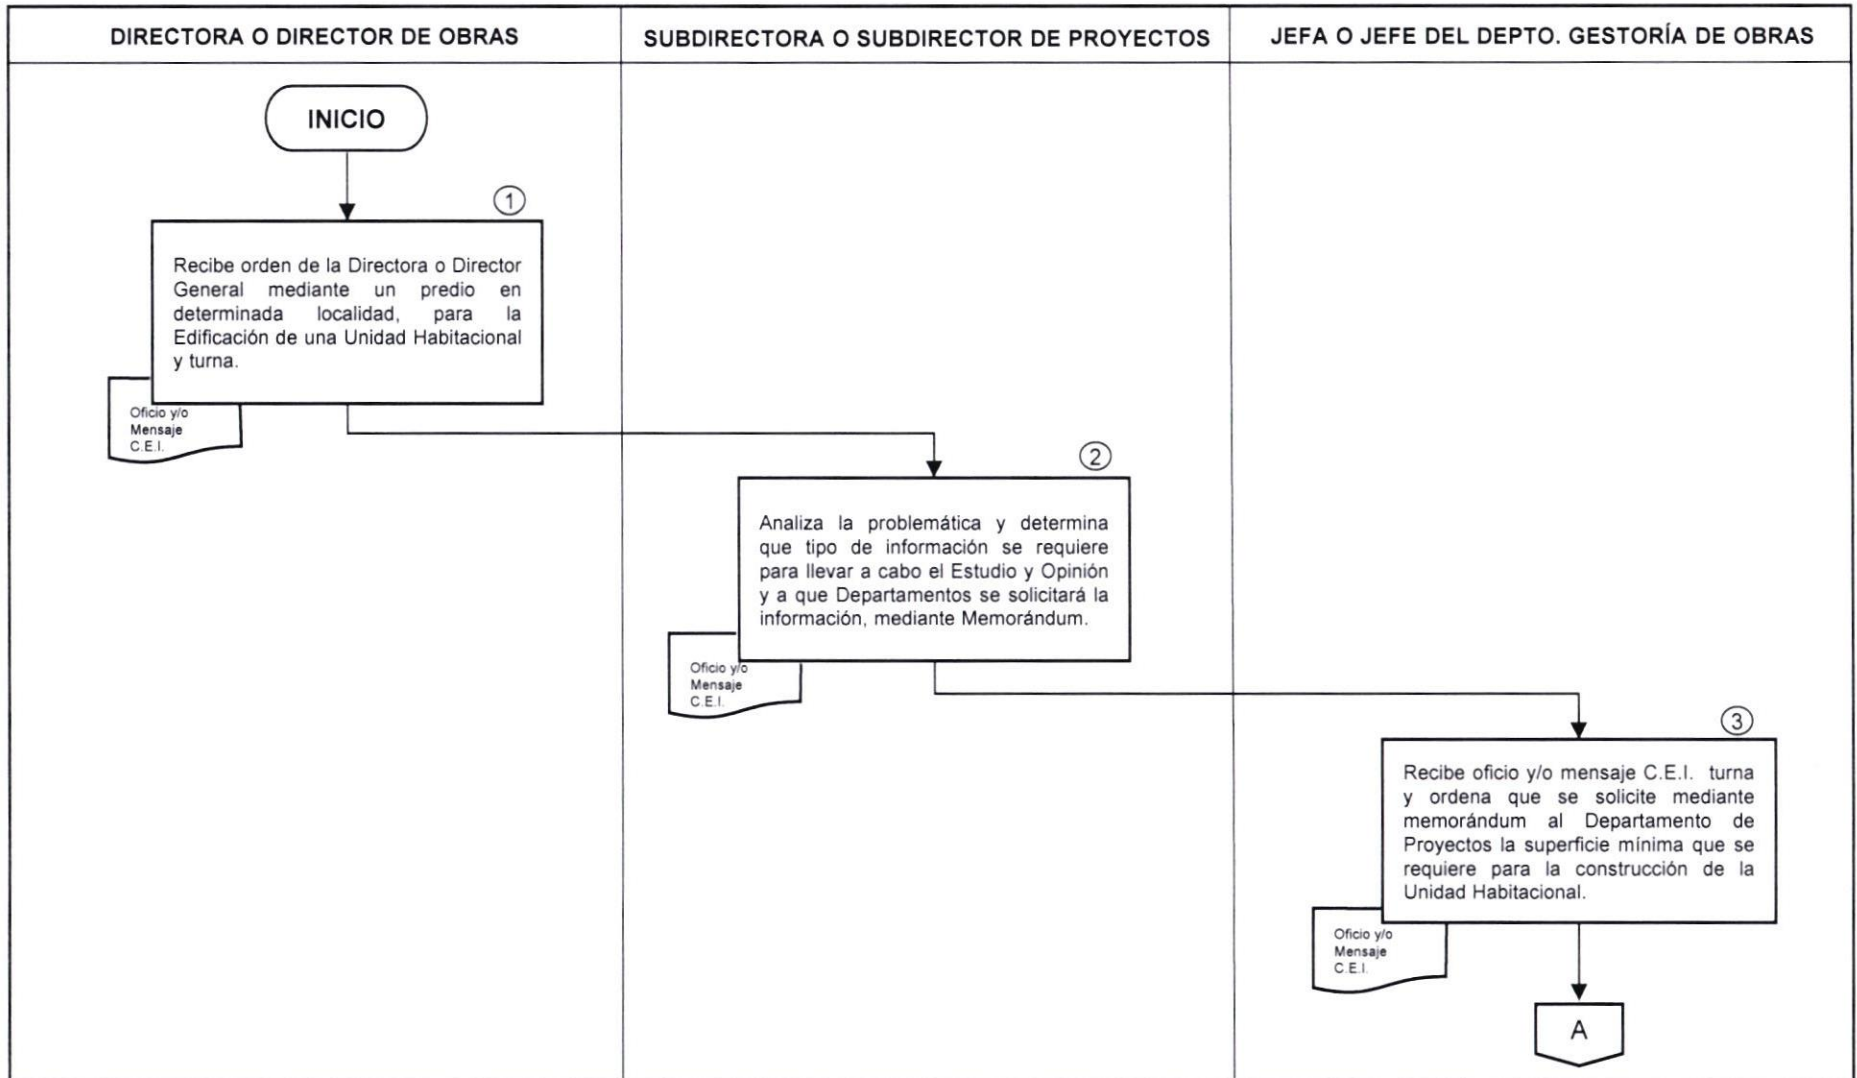 DIRECTORA O DIRECTOR DE OBRAS
SUBDIRECTORA O SUBDIRECTOR DE PROYECTOS
JEFA O JEFE DEL DEPTO. GESTORÍA DE OBRAS
INICIO
1
Recibe orden de la Directora o Director
General mediante un predio en
determinada localidad, para la
Edificación de una Unidad Habitacional
y turna.
Oficio y/o
Mensaje
C.E.I.
2
Analiza la problemática y determina
que tipo de información se requiere
para llevar a cabo el Estudio y Opinión
y a que Departamentos se solicitará la
información, mediante Memorándum.
Oficio y/o
Mensaje
C.E.I.
3
Recibe oficio y/o mensaje C.E.I. turna
y ordena que se solicite mediante
memorándum al Departamento de
Proyectos la superficie mínima que se
requiere para la construcción de la
Unidad Habitacional.
Oficio y/o
Mensaje
C.E.I.
A